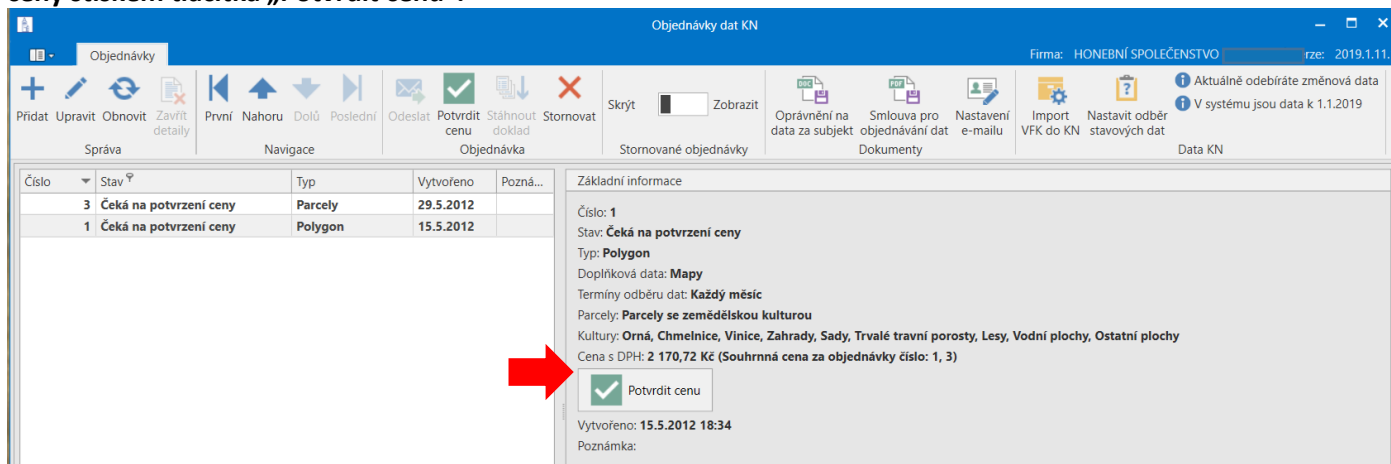 ceny stiskem tlačítka „Potvrdit cenu“.
Objednávky dat KN
Objednávky
Firma: HONEBNÍ SPOLEČENSTVO rze: 2019.1.11.
Přidat Upravit Obnovit Zavřít detaily
První Nahoru Dolů Poslední
Odeslat Potvrdit cenu Stáhnout doklad Stornovat
Skrýt Zobrazit
Oprávnění na data za subjekt Smlouva pro objednávání dat Nastavení e-mailu
Import VFK do KN Nastavit odběr stavových dat
Aktuálně odebíráte změnová data
V systému jsou data k 1.1.2019
Správa Navigace Objednávka Stornované objednávky Dokumenty Data KN
Číslo Stav Typ Vytvořeno Pozná...
3 Čeká na potvrzení ceny Parcely 29.5.2012
1 Čeká na potvrzení ceny Polygon 15.5.2012
Základní informace
Číslo: 1
Stav: Čeká na potvrzení ceny
Typ: Polygon
Doplňková data: Mapy
Termíny odběru dat: Každý měsíc
Parcely: Parcely se zemědělskou kulturou
Kultury: Orná, Chmelnice, Vinice, Zahrady, Sady, Trvalé travní porosty, Lesy, Vodní plochy, Ostatní plochy
Cena s DPH: 2 170,72 Kč (Souhrnná cena za objednávky číslo: 1, 3)
Potvrdit cenu
Vytvořeno: 15.5.2012 18:34
Poznámka: